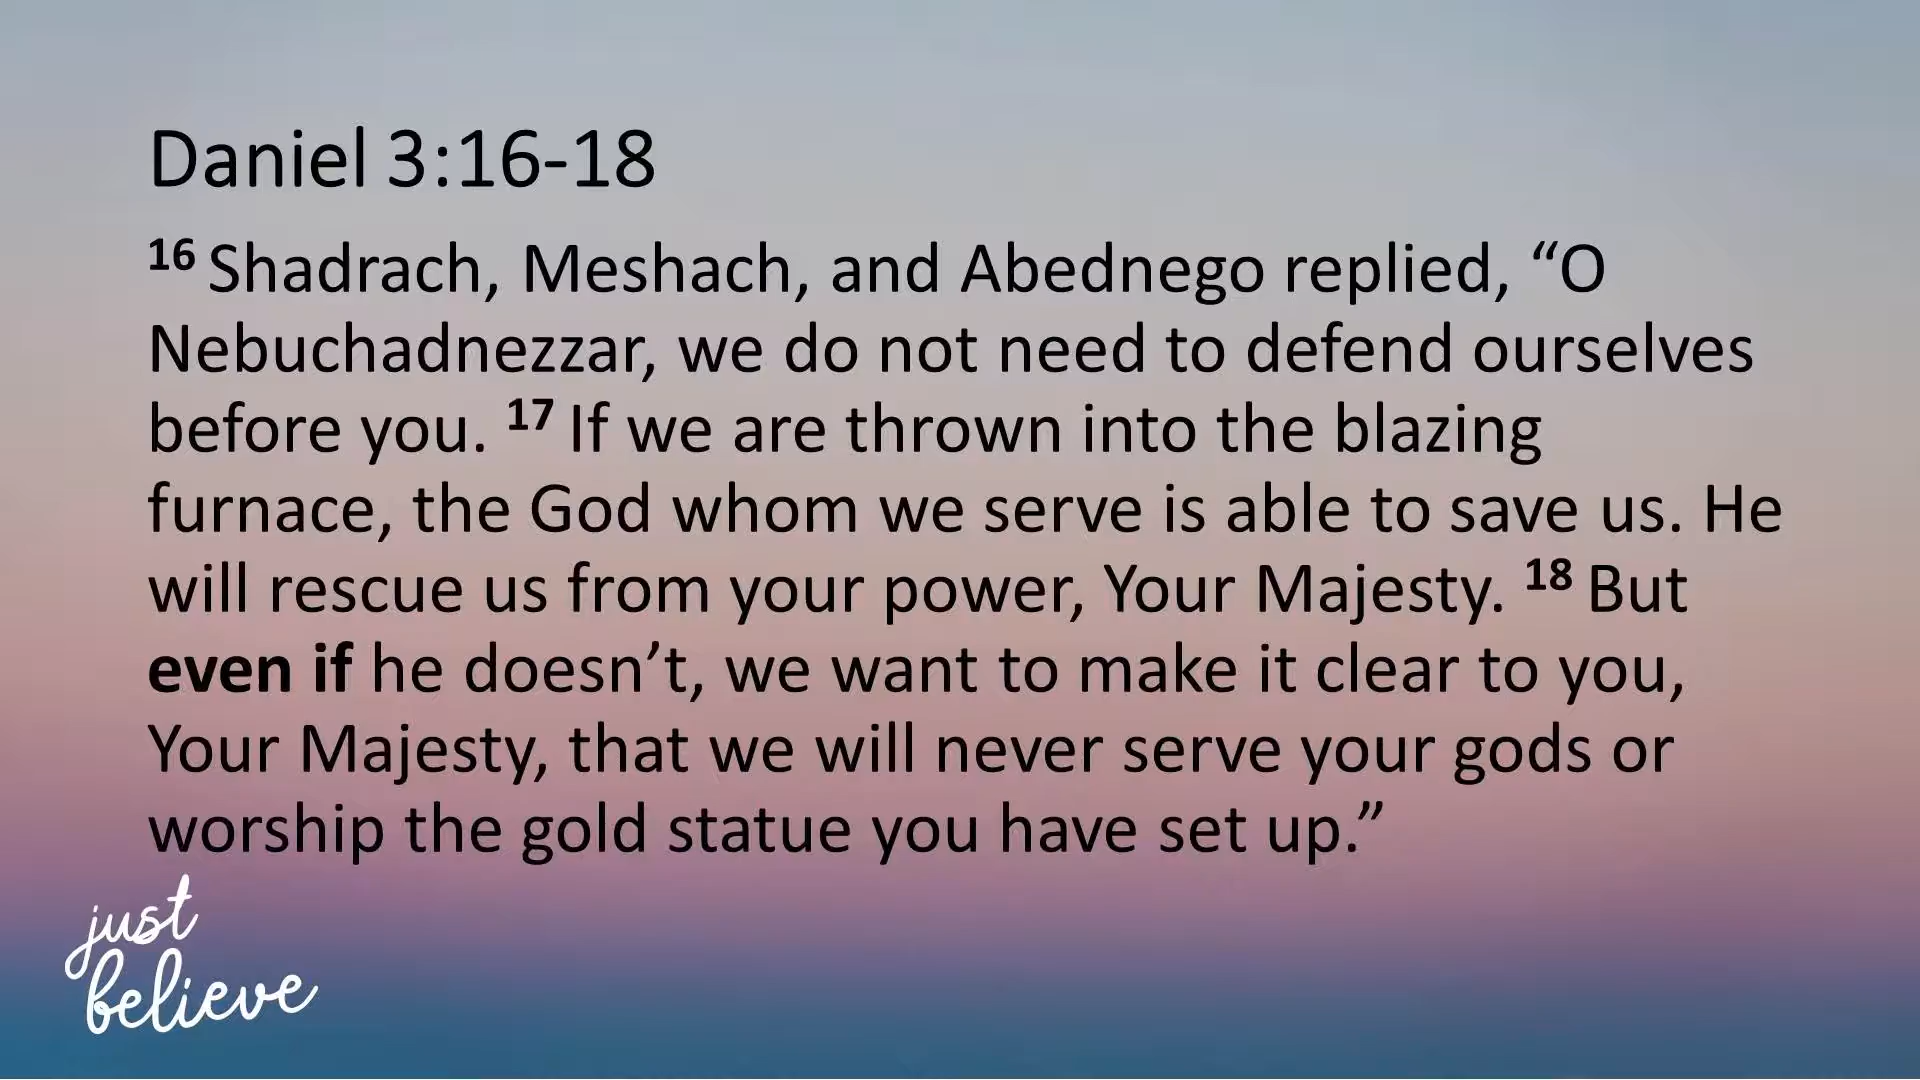 Daniel 3:16-18
16 Shadrach, Meshach, and Abednego replied, “O
Nebuchadnezzar, we do not need to defend ourselves
before you. 17 If we are thrown into the blazing
furnace, the God whom we serve is able to save us. He
will rescue us from your power, Your Majesty. 18 But
even if he doesn’t, we want to make it clear to you,
Your Majesty, that we will never serve your gods or
worship the gold statue you have set up.”
just
believe